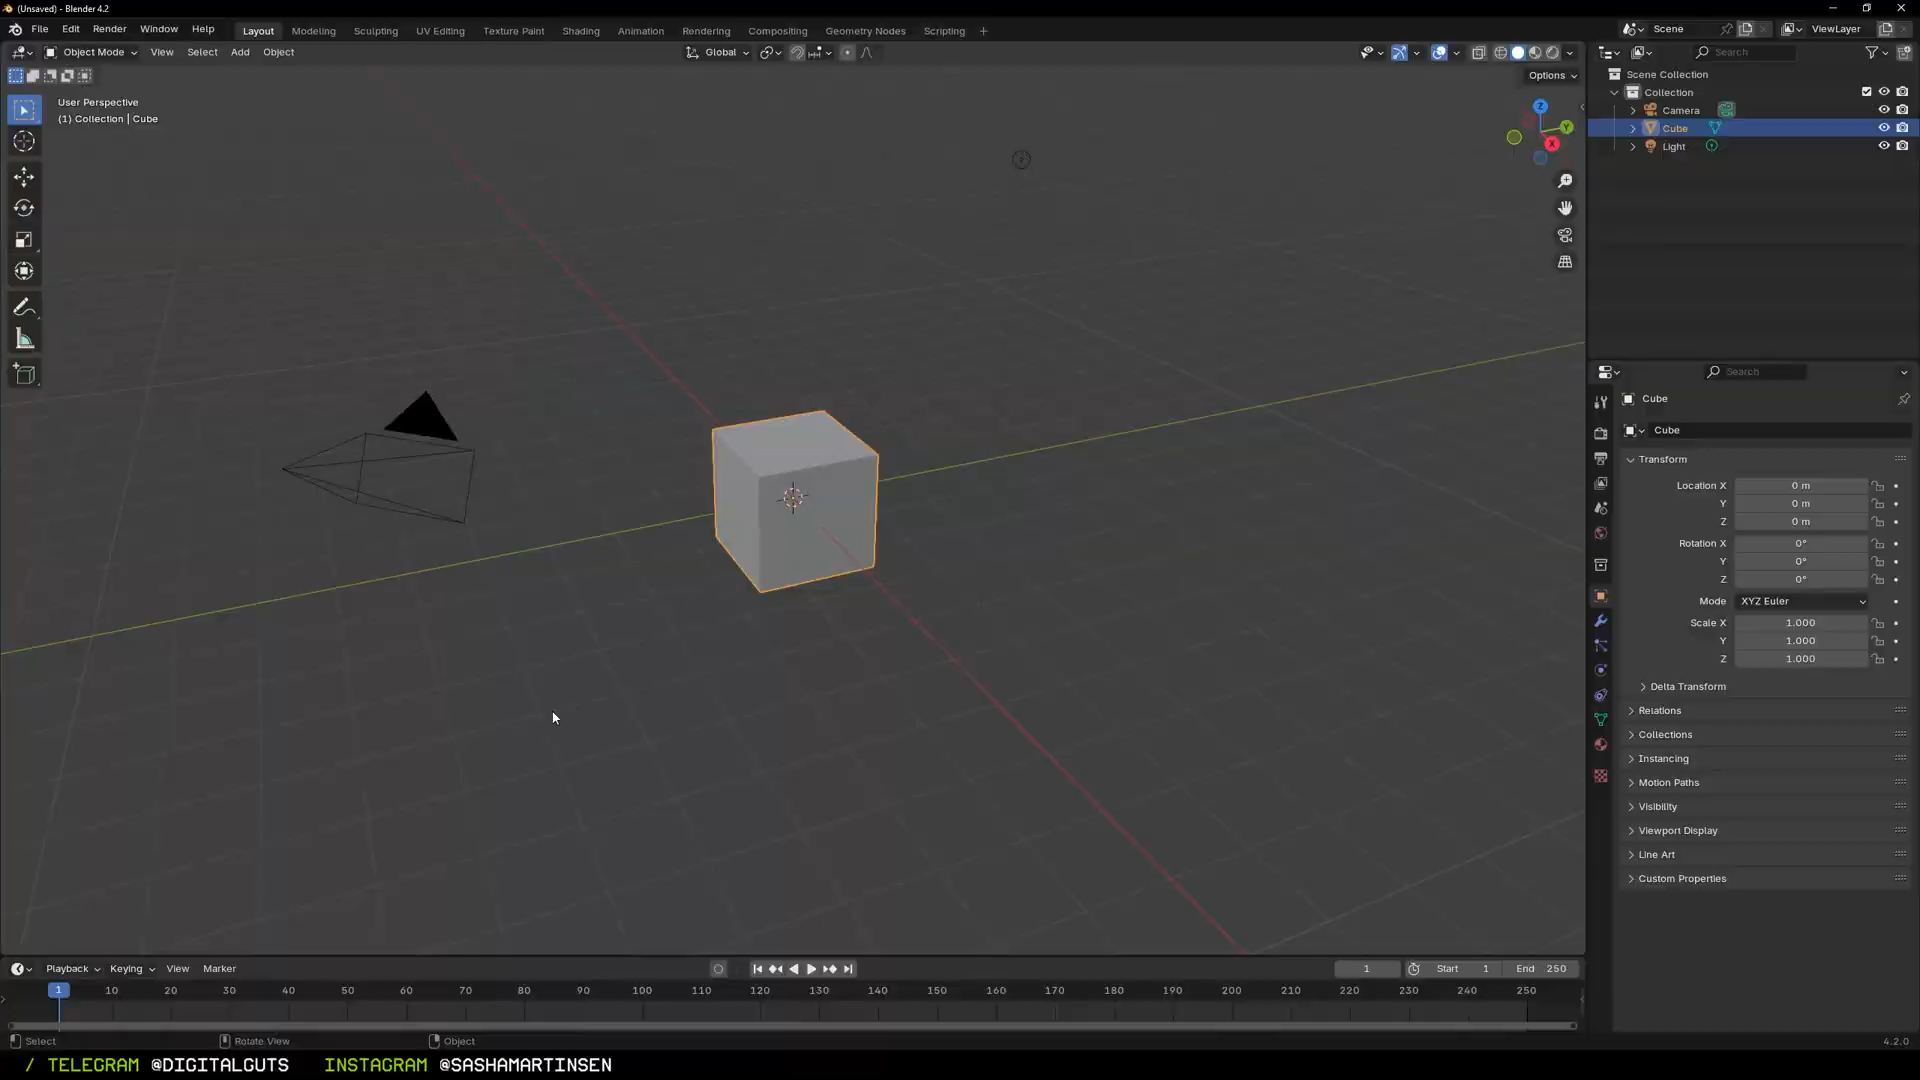 (Unsaved) - Blender 4.2
File Edit Render Window Help Layout Modeling Sculpting UV Editing Texture Paint Shading Animation Rendering Compositing Geometry Nodes Scripting + Scene ViewLayer
Object Mode View Select Add Object Global Search
Options
User Perspective
(1) Collection | Cube
Z
Y
X
Scene Collection
Collection
Camera
Cube
Light
Search
Cube
Cube
Transform
Location X 0 m
Y 0 m
Z 0 m
Rotation X 0°
Y 0°
Z 0°
Mode XYZ Euler
Scale X 1.000
Y 1.000
Z 1.000
Delta Transform
Relations
Collections
Instancing
Motion Paths
Visibility
Viewport Display
Line Art
Custom Properties
Playback Keying View Marker 1 Start 1 End 250
1 10 20 30 40 50 60 70 80 90 100 110 120 130 140 150 160 170 180 190 200 210 220 230 240 250
Select Rotate View Object 4.2.0
/ TELEGRAM @DIGITALGUTS INSTAGRAM @SASHAMARTINSEN